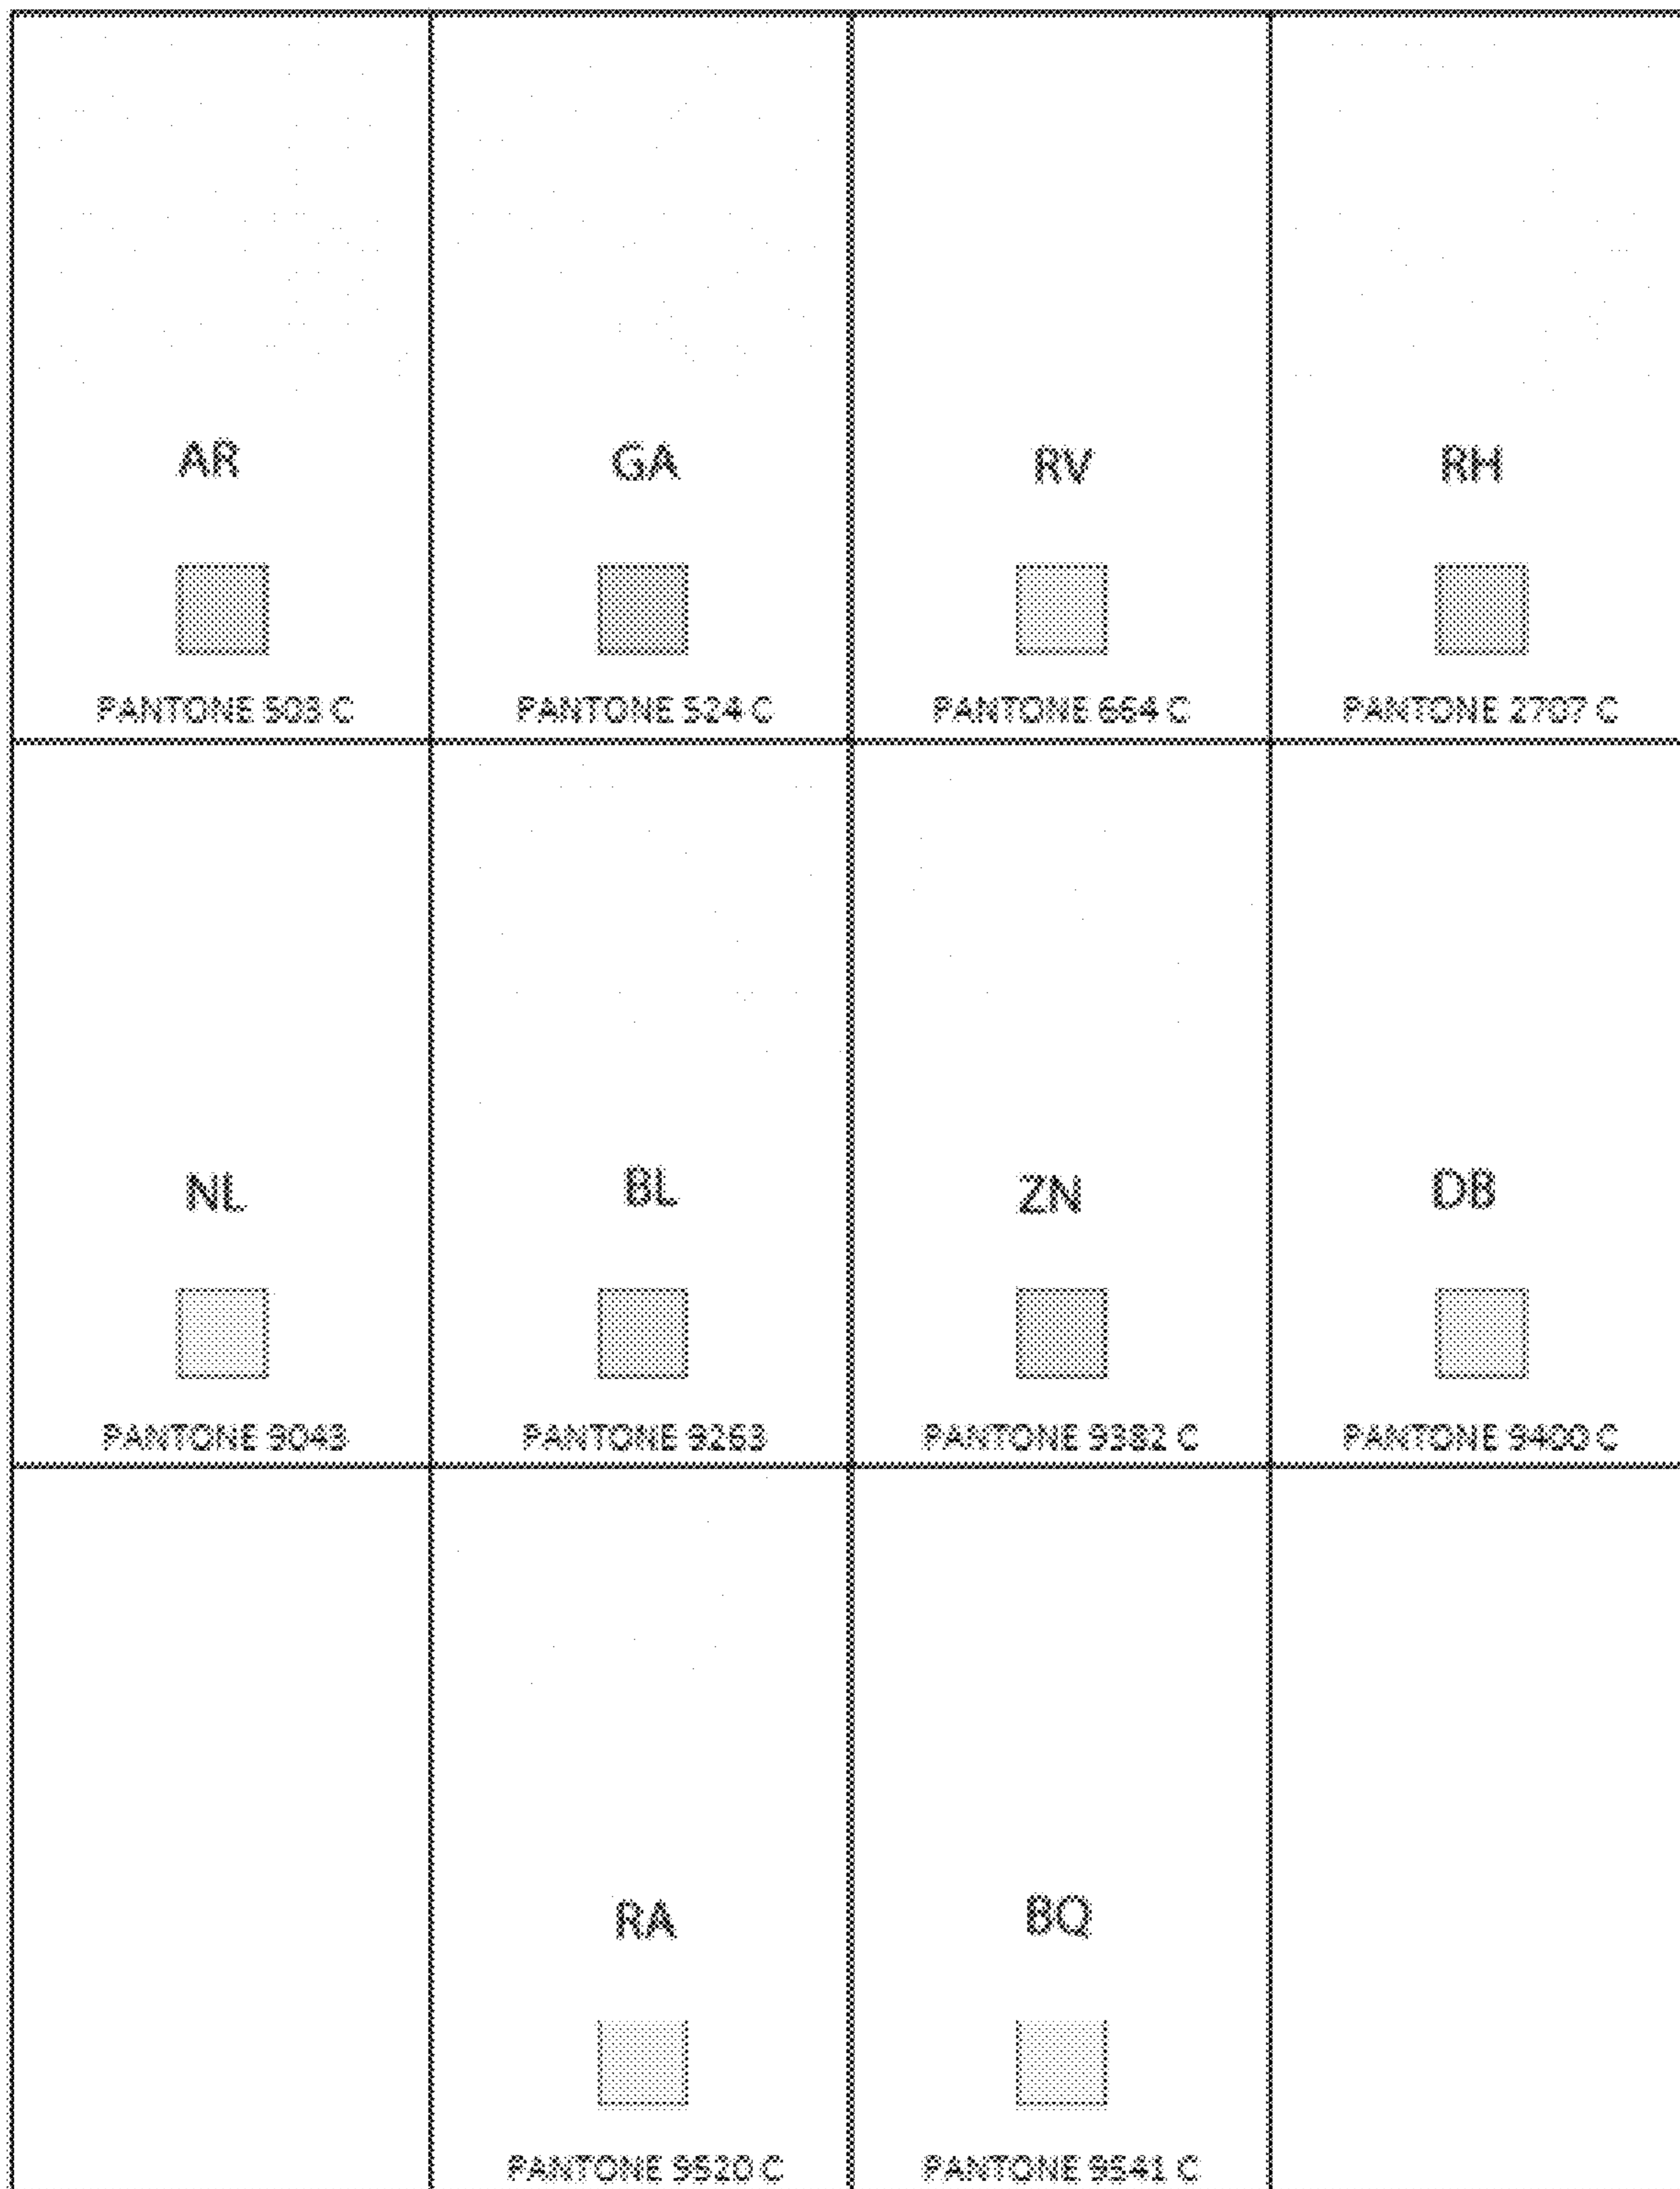 AR GA RV RH
PANTONE 503 C PANTONE 524 C PANTONE 664 C PANTONE 2707 C
NL BL ZN DB
PANTONE 9043 PANTONE 9263 PANTONE 9382 C PANTONE 9400 C
RA BQ
PANTONE 9520 C PANTONE 9541 C